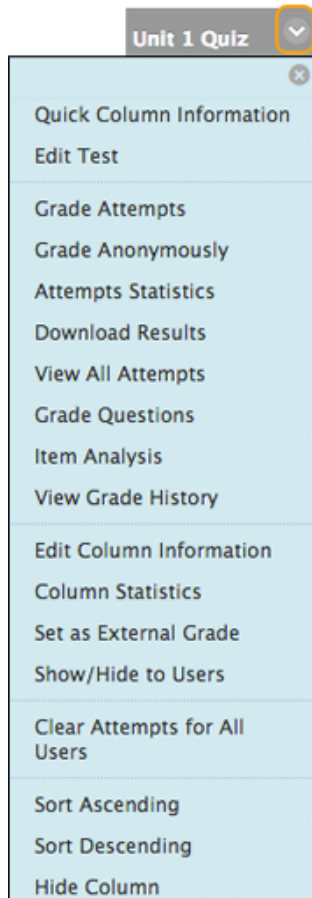 Unit 1 Quiz
Quick Column Information
Edit Test
Grade Attempts
Grade Anonymously
Attempts Statistics
Download Results
View All Attempts
Grade Questions
Item Analysis
View Grade History
Edit Column Information
Column Statistics
Set as External Grade
Show/Hide to Users
Clear Attempts for All
Users
Sort Ascending
Sort Descending
Hide Column